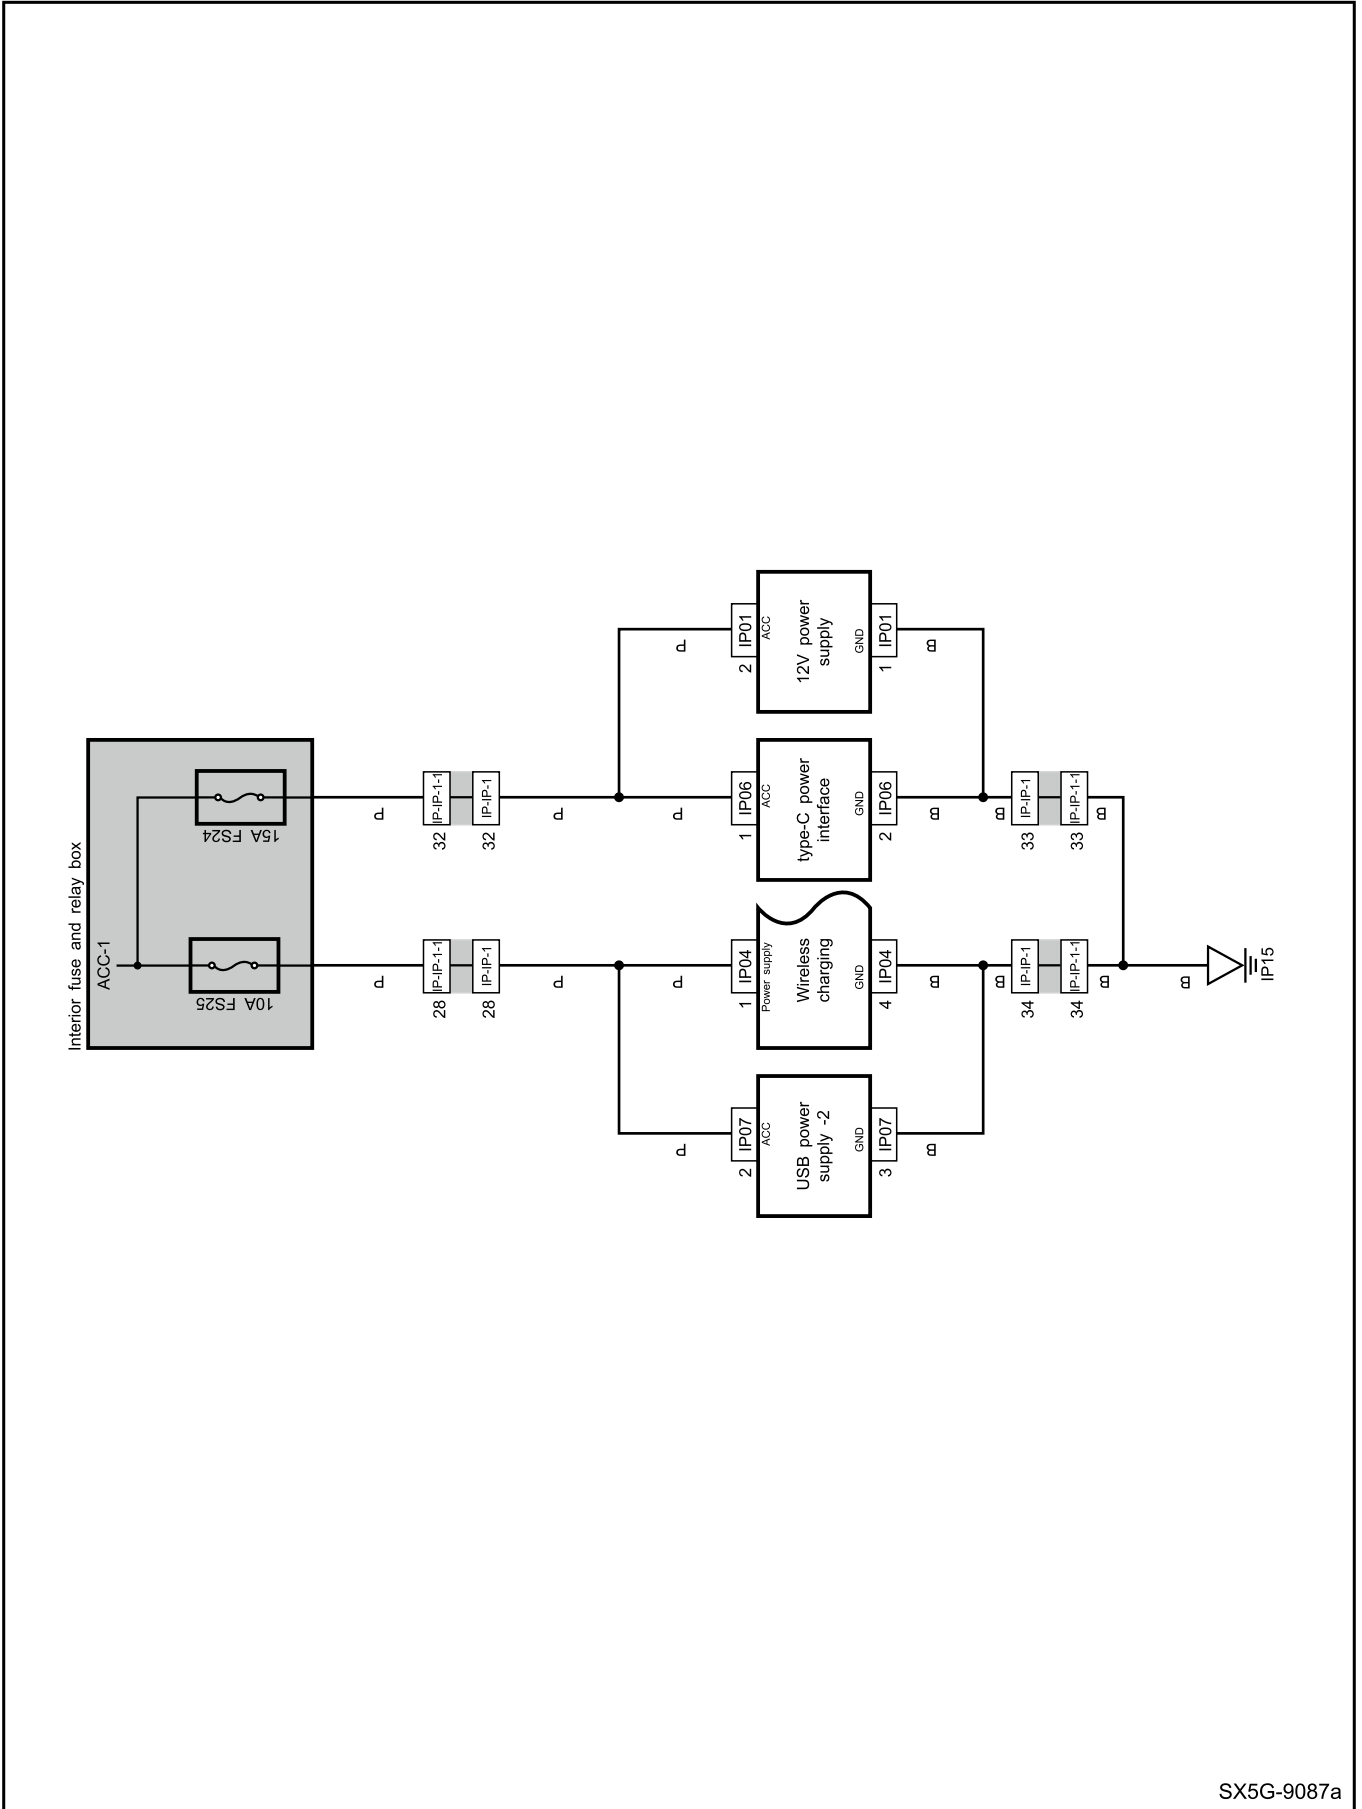 Interior fuse and relay box
ACC-1
10A FS25
15A FS24
P
P
28 IP-IP-1-1
32 IP-IP-1-1
28 IP-IP-1
32 IP-IP-1
P
P
P
P
P
P
2 IP07
1 IP04
1 IP06
2 IP01
ACC
Power supply
ACC
ACC
USB power
supply -2
Wireless
charging
type-C power
interface
12V power
supply
GND
GND
GND
GND
3 IP07
4 IP04
2 IP06
1 IP01
B
B
B
B
B
B
34 IP-IP-1
33 IP-IP-1
34 IP-IP-1-1
33 IP-IP-1-1
B
B
B
IP15
SX5G-9087a